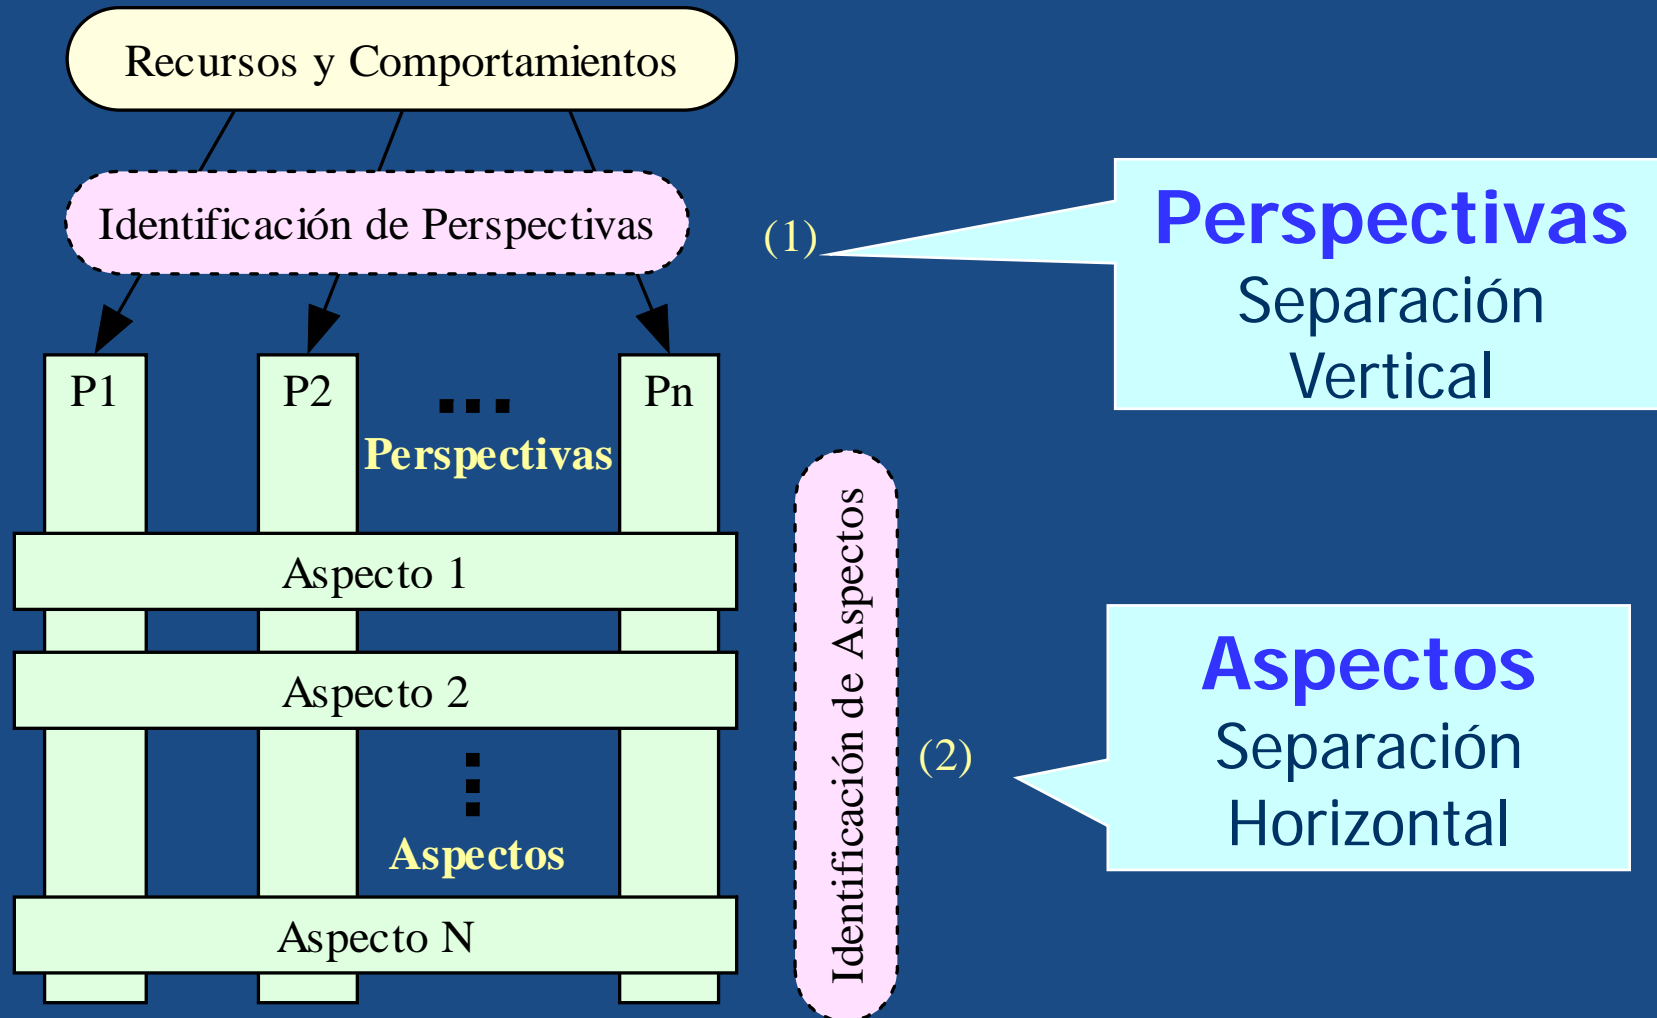 Recursos y Comportamientos
Identificación de Perspectivas
(1)
Perspectivas
Separación
Vertical
P1
P2
...
Pn
Perspectivas
Aspecto 1
Aspecto 2
Aspectos
Aspecto N
Identificación de Aspectos
(2)
Aspectos
Separación
Horizontal